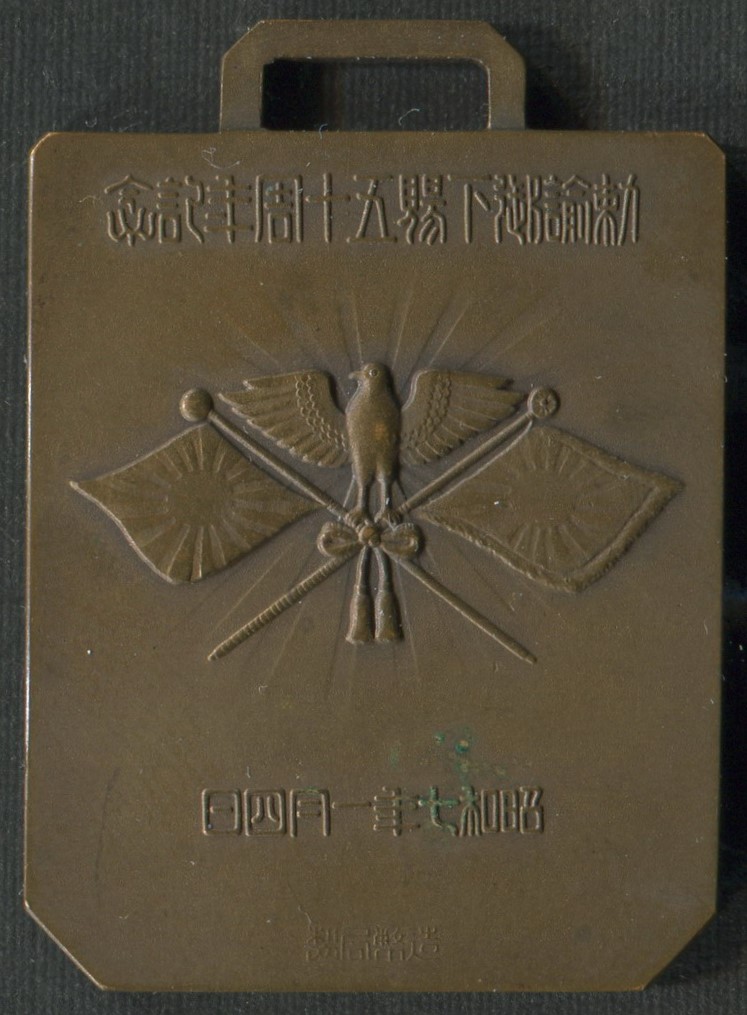 勅諭御下賜五十周年記念
昭和七年一月四日
造幣局製